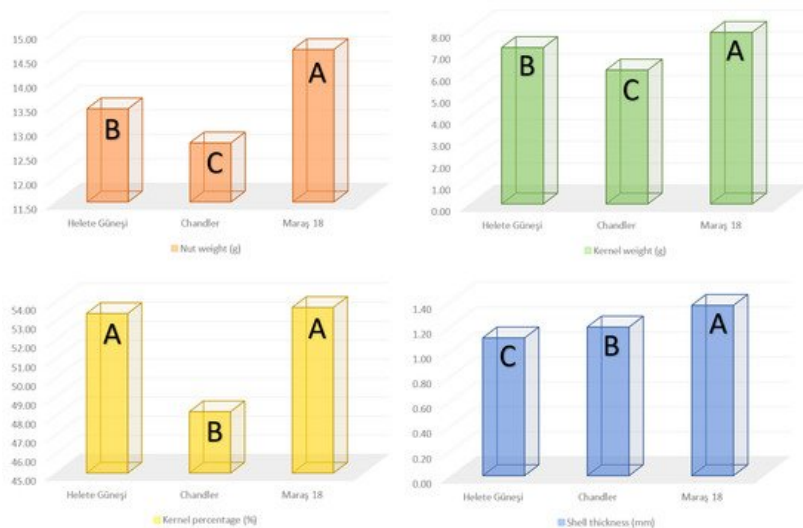 15.00
14.50
14.00
13.50
13.00
12.50
12.00
11.50
B
C
A
Helete Güneşi Chandler Maraş 18
Nut weight (g)
8.00
7.00
6.00
5.00
4.00
3.00
2.00
1.00
0.00
B
C
A
Helete Güneşi Chandler Maraş 18
Kernel weight (g)
54.00
53.00
52.00
51.00
50.00
49.00
48.00
47.00
46.00
45.00
A
B
A
Helete Güneşi Chandler Maraş 18
Kernel percentage (%)
1.40
1.20
1.00
0.80
0.60
0.40
0.20
0.00
C
B
A
Helete Güneşi Chandler Maraş 18
Shell thickness (mm)